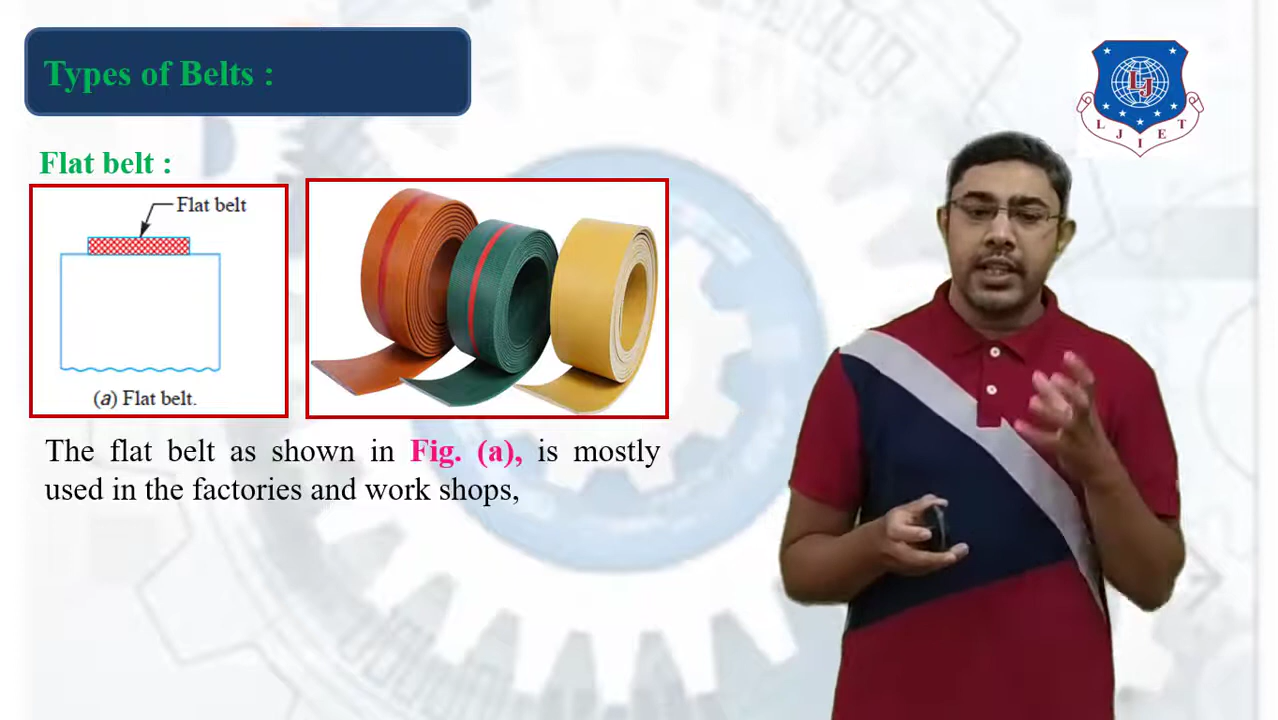 Types of Belts :
Flat belt :
Flat belt
(a) Flat belt.
The flat belt as shown in Fig. (a), is mostly
used in the factories and work shops,
LJ
L J I E T